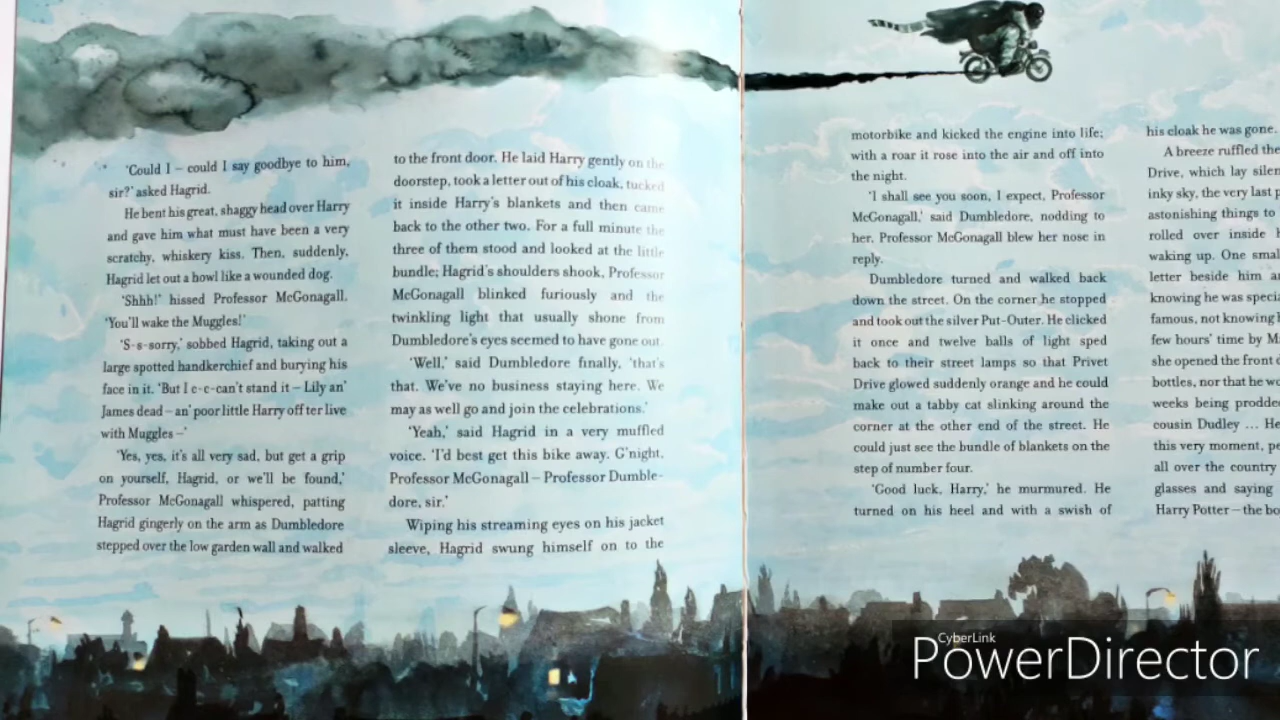 'Could I – could I say goodbye to him,
sir?' asked Hagrid.
He bent his great, shaggy head over Harry
and gave him what must have been a very
scratchy, whiskery kiss. Then, suddenly,
Hagrid let out a howl like a wounded dog.
'Shhh!' hissed Professor McGonagall.
'You'll wake the Muggles!'
'S-s-sorry,' sobbed Hagrid, taking out a
large spotted handkerchief and burying his
face in it. 'But I c-c-can't stand it – Lily an'
James dead – an' poor little Harry off ter live
with Muggles –'
'Yes, yes, it's all very sad, but get a grip
on yourself, Hagrid, or we'll be found,'
Professor McGonagall whispered, patting
Hagrid gingerly on the arm as Dumbledore
stepped over the low garden wall and walked
to the front door. He laid Harry gently on the
doorstep, took a letter out of his cloak, tucked
it inside Harry's blankets and then came
back to the other two. For a full minute the
three of them stood and looked at the little
bundle; Hagrid's shoulders shook, Professor
McGonagall blinked furiously and the
twinkling light that usually shone from
Dumbledore's eyes seemed to have gone out.
'Well,' said Dumbledore finally, 'that's
that. We've no business staying here. We
may as well go and join the celebrations.'
'Yeah,' said Hagrid in a very muffled
voice. 'I'd best get this bike away. G'night,
Professor McGonagall – Professor Dumble-
dore, sir.'
Wiping his streaming eyes on his jacket
sleeve, Hagrid swung himself on to the
motorbike and kicked the engine into life;
with a roar it rose into the air and off into
the night.
'I shall see you soon, I expect, Professor
McGonagall,' said Dumbledore, nodding to
her. Professor McGonagall blew her nose in
reply.
Dumbledore turned and walked back
down the street. On the corner he stopped
and took out the silver Put-Outer. He clicked
it once and twelve balls of light sped
back to their street lamps so that Privet
Drive glowed suddenly orange and he could
make out a tabby cat slinking around the
corner at the other end of the street. He
could just see the bundle of blankets on the
step of number four.
'Good luck, Harry,' he murmured. He
turned on his heel and with a swish of
his cloak he was gone.
A breeze ruffled the
Drive, which lay silen
inky sky, the very last p
astonishing things to
rolled over inside
waking up. One smal
letter beside him a
knowing he was speci
famous, not knowing
few hours' time by M
she opened the front
bottles, nor that he wo
weeks being prodde
cousin Dudley ... He
this very moment, pe
all over the country
glasses and saying
Harry Potter – the bo
CyberLink
PowerDirector